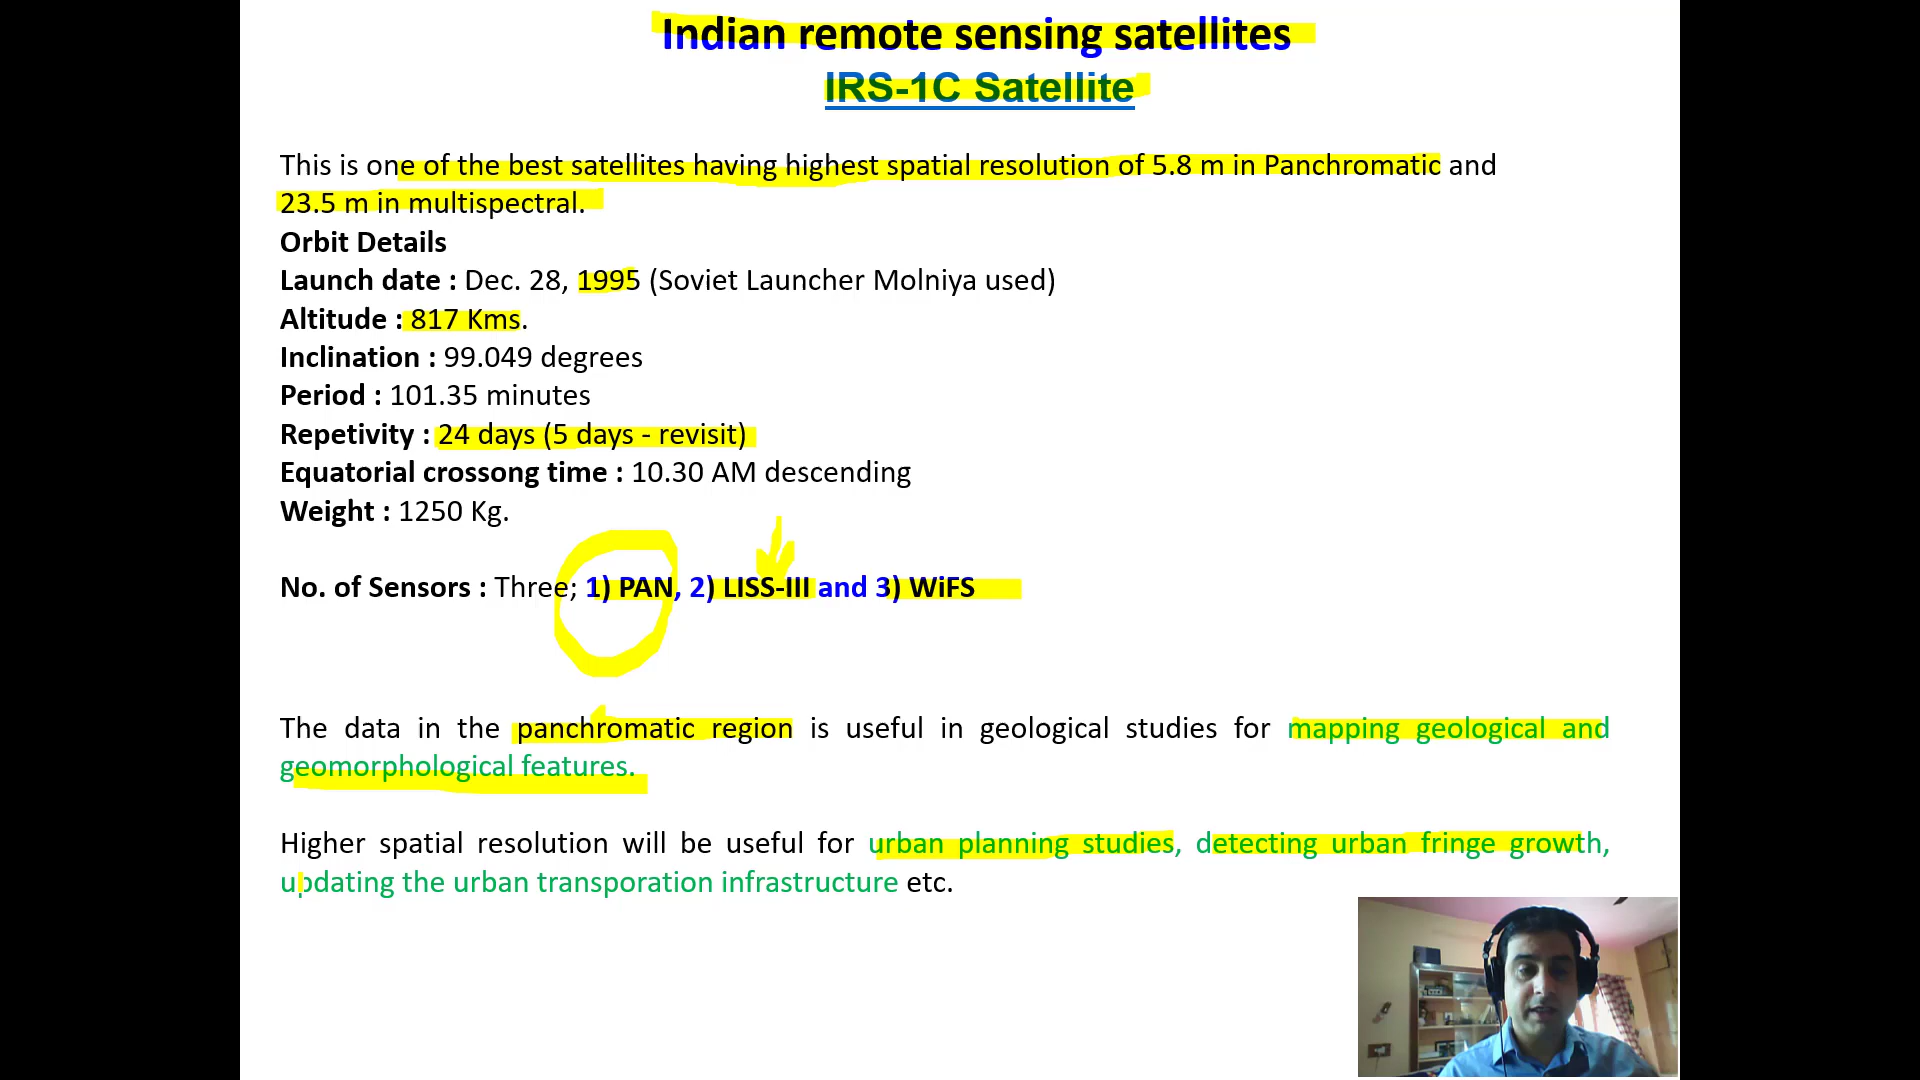 Indian remote sensing satellites
IRS-1C Satellite
This is one of the best satellites having highest spatial resolution of 5.8 m in Panchromatic and
23.5 m in multispectral.
Orbit Details
Launch date : Dec. 28, 1995 (Soviet Launcher Molniya used)
Altitude : 817 Kms.
Inclination : 99.049 degrees
Period : 101.35 minutes
Repetivity : 24 days (5 days - revisit)
Equatorial crossong time : 10.30 AM descending
Weight : 1250 Kg.
No. of Sensors : Three; 1) PAN, 2) LISS-III and 3) WiFS
The data in the panchromatic region is useful in geological studies for mapping geological and
geomorphological features.
Higher spatial resolution will be useful for urban planning studies, detecting urban fringe growth,
updating the urban transporation infrastructure etc.